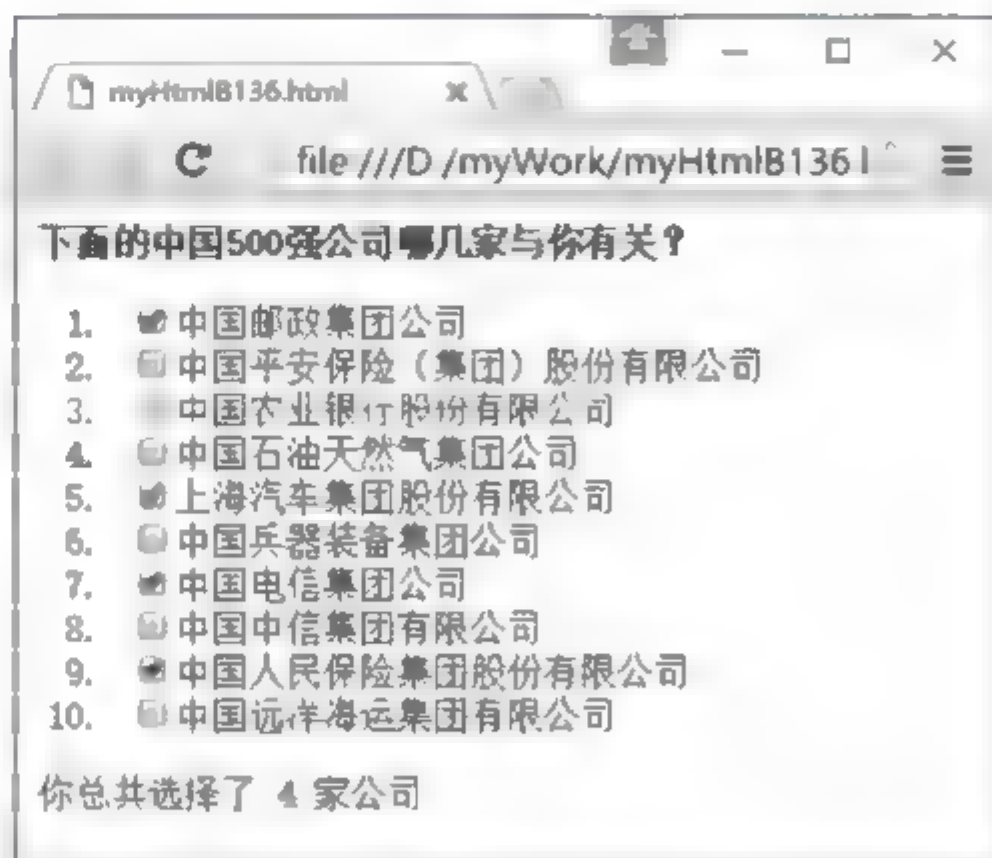 myHtmlB136.html
file:///D:/myWork/myHtmlB136.
下面的中国500强公司哪几家与你有关?
1. 中国邮政集团公司
2. 中国平安保险(集团)股份有限公司
3. 中国农业银行股份有限公司
4. 中国石油天然气集团公司
5. 上海汽车集团股份有限公司
6. 中国兵器装备集团公司
7. 中国电信集团公司
8. 中国中信集团有限公司
9. 中国人民保险集团股份有限公司
10. 中国远洋海运集团有限公司
你总共选择了 4 家公司